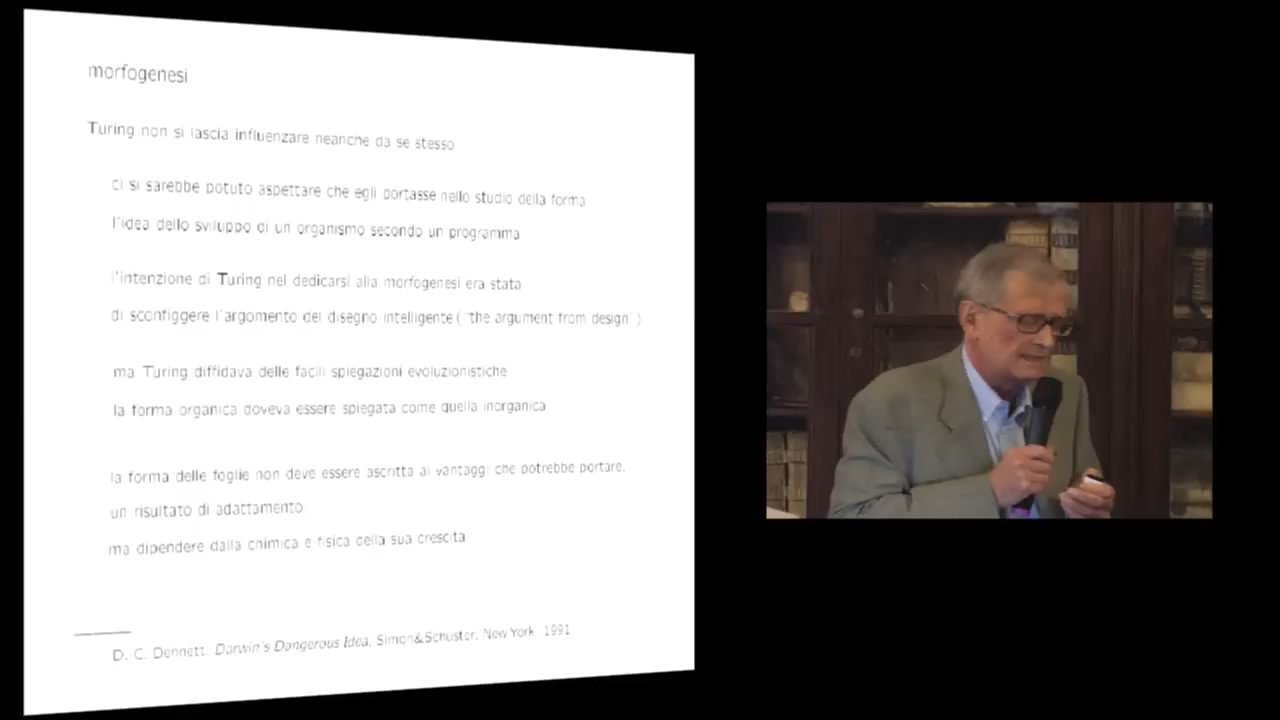 morfogenesi
Turing non si lascia influenzare neanche da se stesso
ci si sarebbe potuto aspettare che egli portasse nello studio della forma
l'idea dello sviluppo di un organismo secondo un programma
l'intenzione di Turing nel dedicarsi alla morfogenesi era stata
di sconfiggere l'argomento del disegno intelligente ("the argument from design")
ma Turing diffidava delle facili spiegazioni evoluzionistiche
la forma organica doveva essere spiegata come quella inorganica
la forma delle foglie non deve essere ascritta ai vantaggi che potrebbe portare,
un risultato di adattamento
ma dipendere dalla chimica e fisica della sua crescita
D. C. Dennett, Darwin's Dangerous Idea, Simon&Schuster, New York, 1991